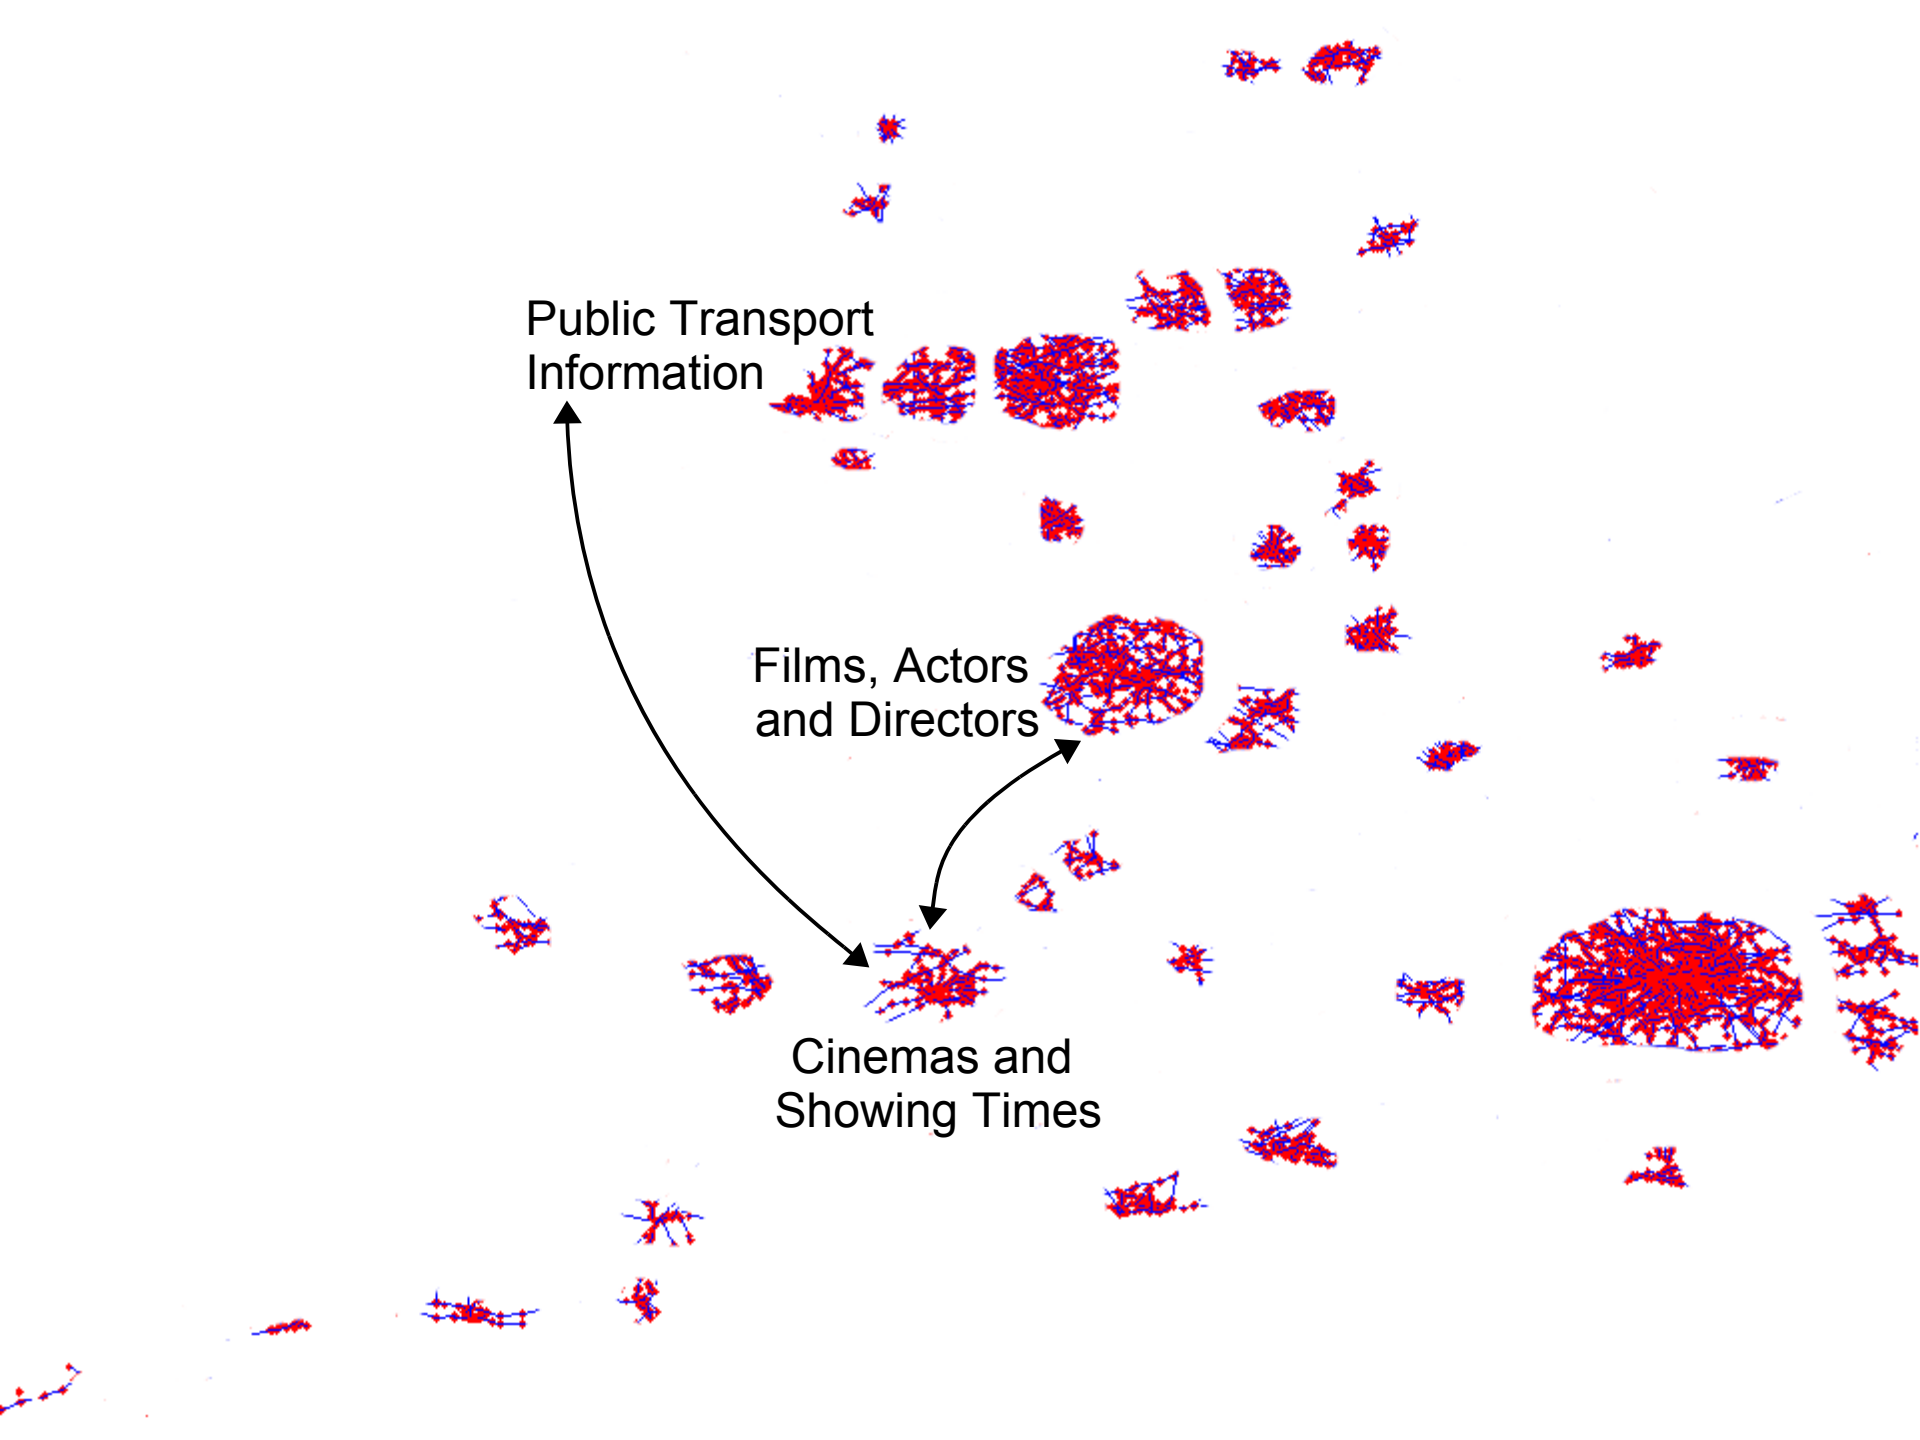 Public Transport
Information
Films, Actors
and Directors
Cinemas and
Showing Times